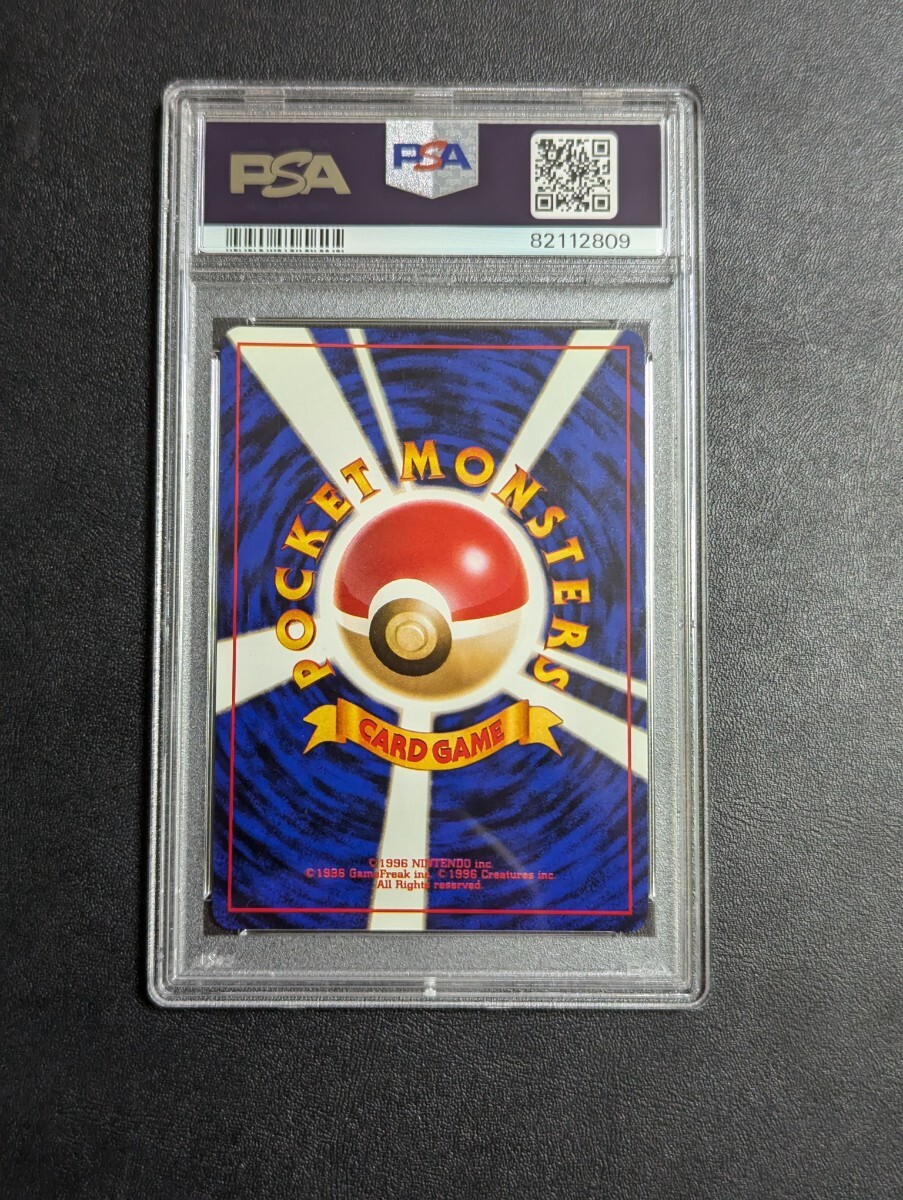 PSA
PSA
82112809
POCKET MONSTERS
CARD GAME
©1996 NINTENDO inc.
©1996 GameFreak inc. ©1996 Creatures inc.
All Rights reserved.